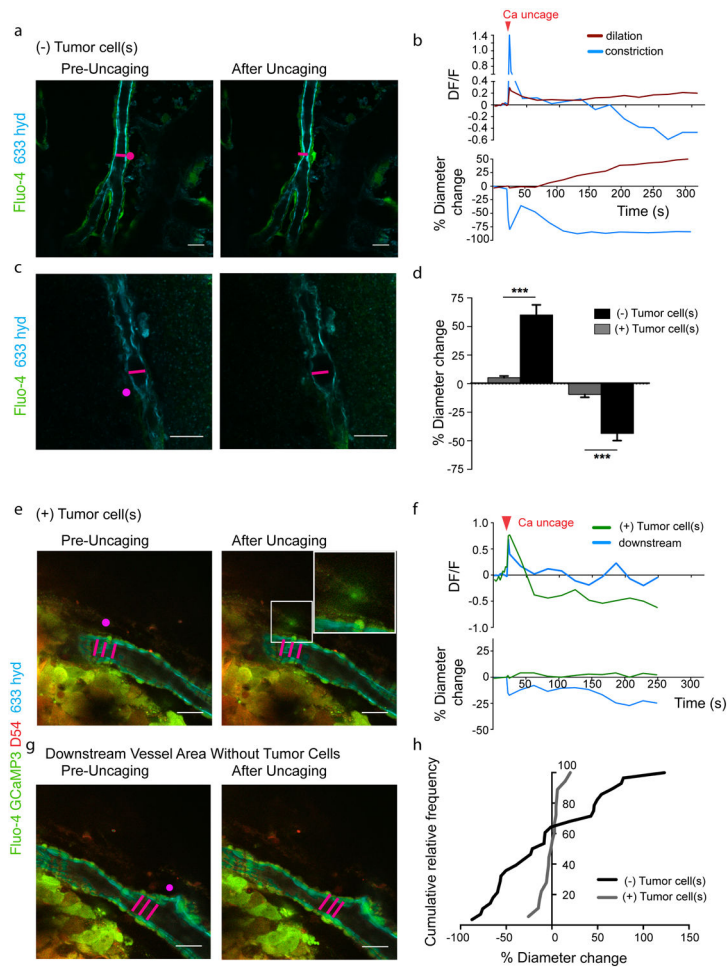 a
(-) Tumor cell(s)
Pre-Uncaging
After Uncaging
Fluo-4 633 hyd
b
Ca uncage
dilation
constriction
DF/F
1.4
1.0
0.6
0.4
0.2
0
-0.2
-0.4
-0.6
% Diameter change
50
25
0
-25
-50
-75
-100
50
100
150
200
250
300
Time (s)
c
Fluo-4 633 hyd
d
***
(-) Tumor cell(s)
(+) Tumor cell(s)
% Diameter change
75
50
25
0
-25
-50
-75
***
e
(+) Tumor cell(s)
Pre-Uncaging
After Uncaging
Fluo-4 GCaMP3 D54 633 hyd
f
Ca uncage
(+) Tumor cell(s)
downstream
DF/F
1.0
0.5
0
-0.5
-1.0
% Diameter change
25
0
-25
-50
50
100
150
200
250
Time (s)
g
Downstream Vessel Area Without Tumor Cells
Pre-Uncaging
After Uncaging
h
Cumulative relative frequency
100
80
60
40
20
(-) Tumor cell(s)
(+) Tumor cell(s)
-100
-50
0
50
100
150
% Diameter change